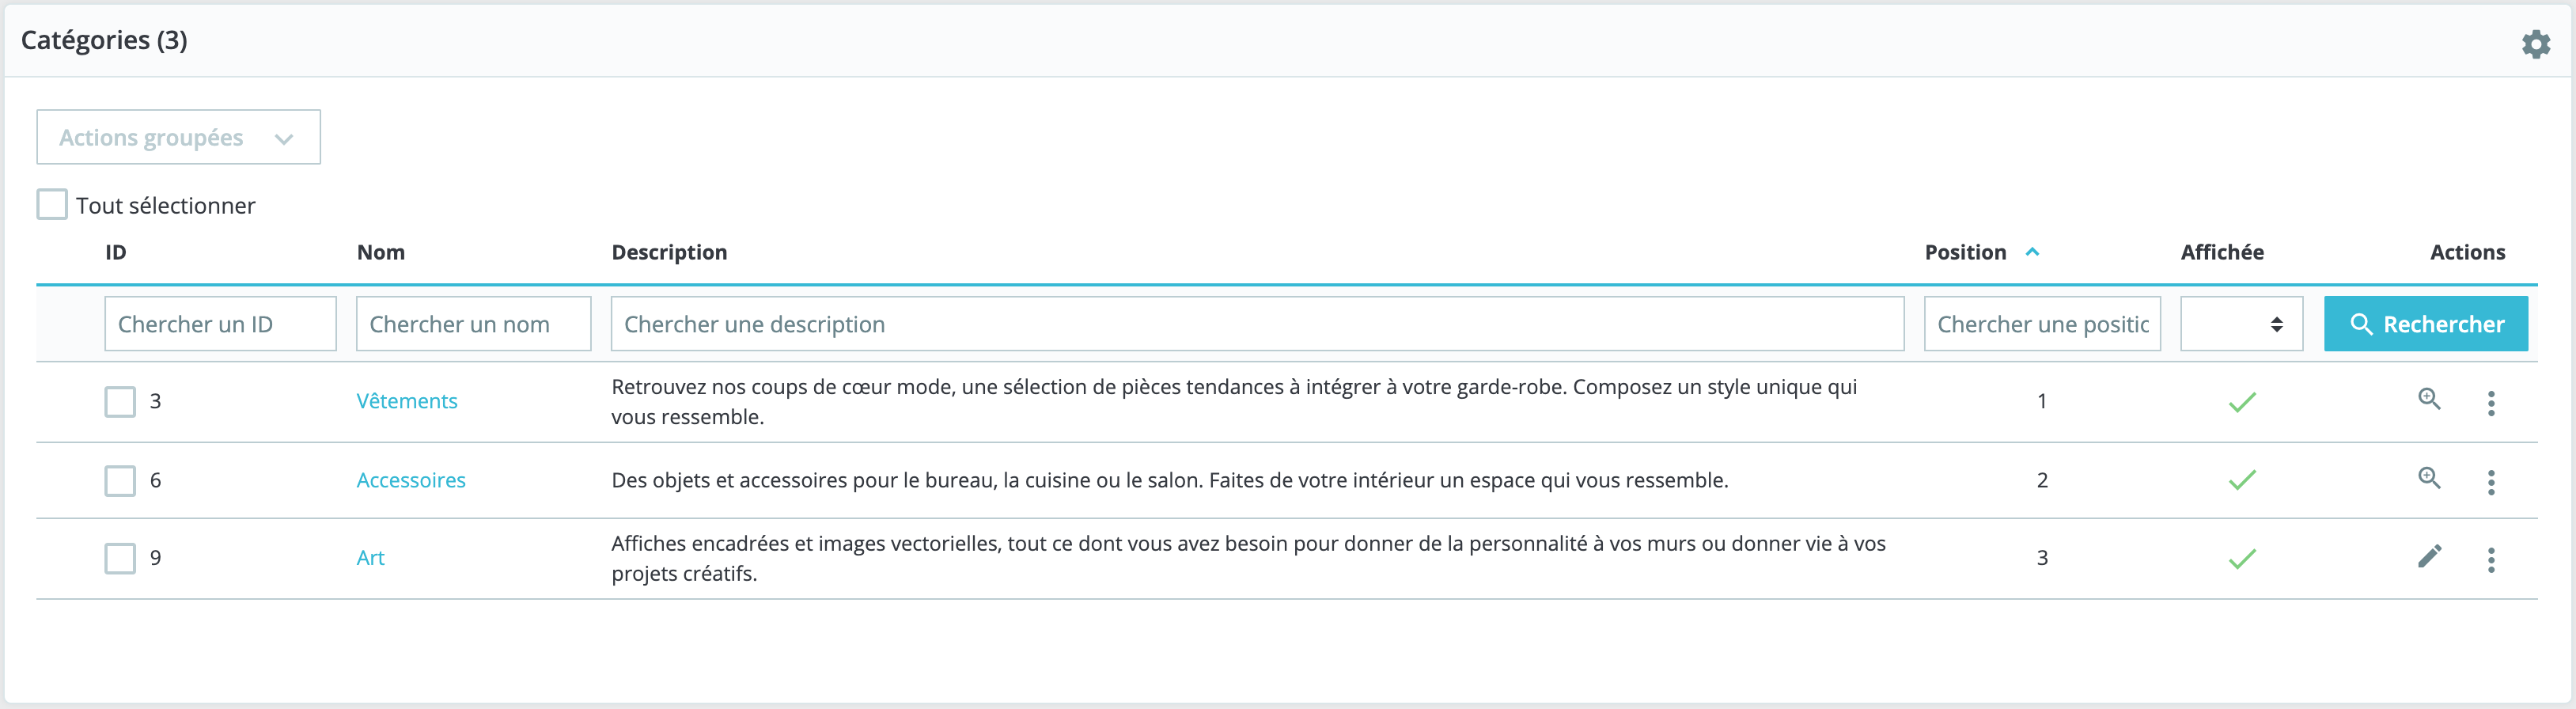 Catégories (3)
Actions groupées
Tout sélectionner
ID Nom Description Position Affichée Actions
Chercher un ID Chercher un nom Chercher une description Chercher une positic Rechercher
3 Vêtements Retrouvez nos coups de cœur mode, une sélection de pièces tendances à intégrer à votre garde-robe. Composez un style unique qui 1
vous ressemble.
6 Accessoires Des objets et accessoires pour le bureau, la cuisine ou le salon. Faites de votre intérieur un espace qui vous ressemble. 2
9 Art Affiches encadrées et images vectorielles, tout ce dont vous avez besoin pour donner de la personnalité à vos murs ou donner vie à vos 3
projets créatifs.